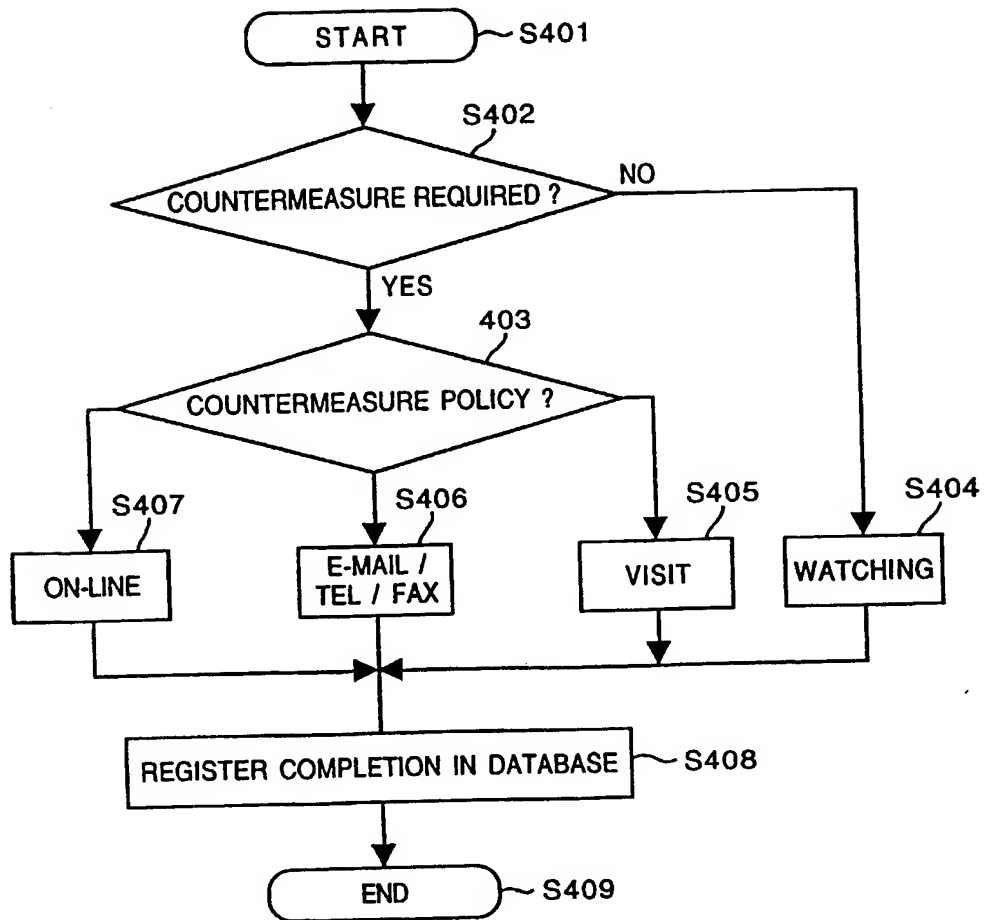 START
S401
S402
COUNTERMEASURE REQUIRED ?
NO
YES
403
COUNTERMEASURE POLICY ?
S407
S406
S405
S404
ON-LINE
E-MAIL /
TEL / FAX
VISIT
WATCHING
REGISTER COMPLETION IN DATABASE
S408
END
S409